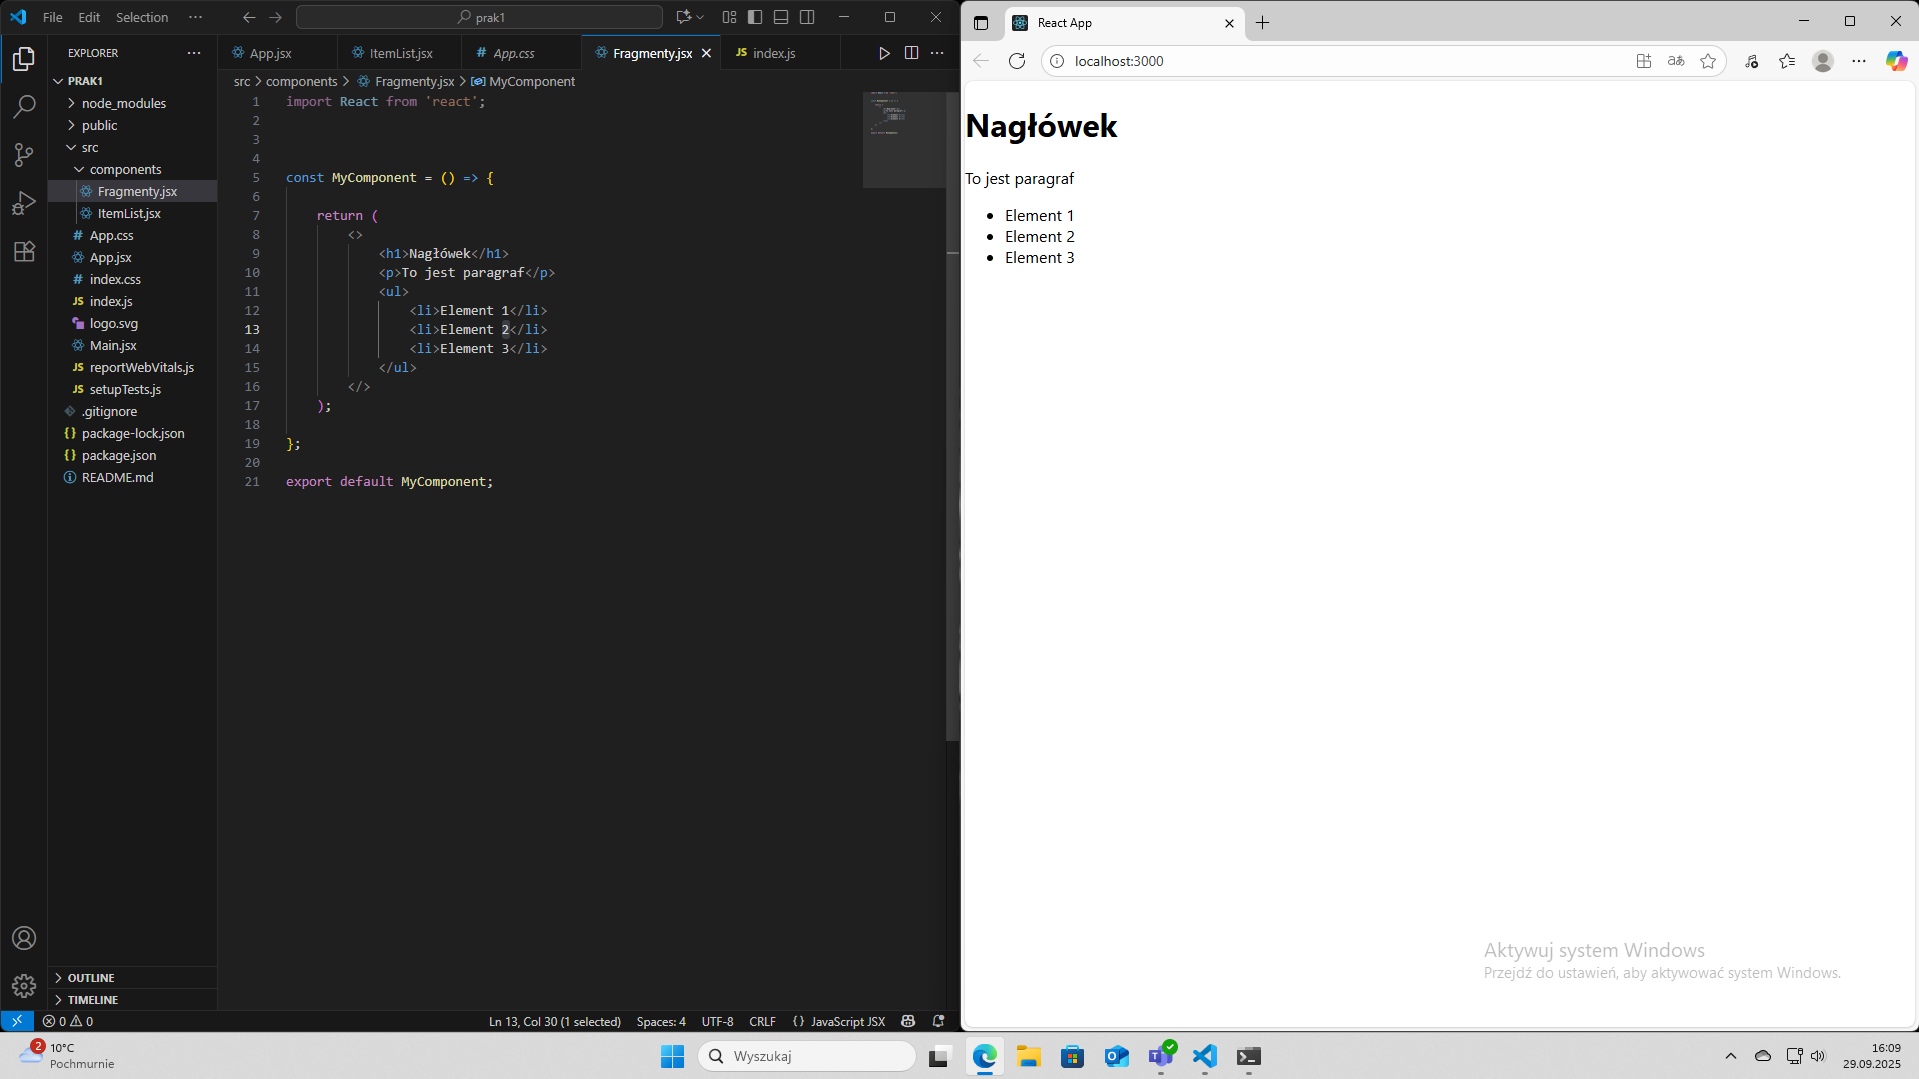 File Edit Selection ···
prak1
EXPLORER ···
App.jsx
ItemList.jsx
# App.css
Fragmenty.jsx
JS index.js
src > components > Fragmenty.jsx > MyComponent
PRAK1
node_modules
public
src
components
Fragmenty.jsx
ItemList.jsx
# App.css
App.jsx
# index.css
JS index.js
logo.svg
Main.jsx
JS reportWebVitals.js
JS setupTests.js
.gitignore
{} package-lock.json
{} package.json
README.md
OUTLINE
TIMELINE
1 import React from 'react';
2
3
4
5 const MyComponent = () => {
6
7 return (
8 <>
9 <h1>Nagłówek</h1>
10 <p>To jest paragraf</p>
11 <ul>
12 <li>Element 1</li>
13 <li>Element 2</li>
14 <li>Element 3</li>
15 </ul>
16 </>
17 );
18
19 };
20
21 export default MyComponent;
0 0
Ln 13, Col 30 (1 selected) Spaces: 4 UTF-8 CRLF {} JavaScript JSX
React App
localhost:3000
Nagłówek
To jest paragraf
• Element 1
• Element 2
• Element 3
Aktywuj system Windows
Przejdź do ustawień, aby aktywować system Windows.
2
10°C
Pochmurnie
Wyszukaj
16:09
29.09.2025